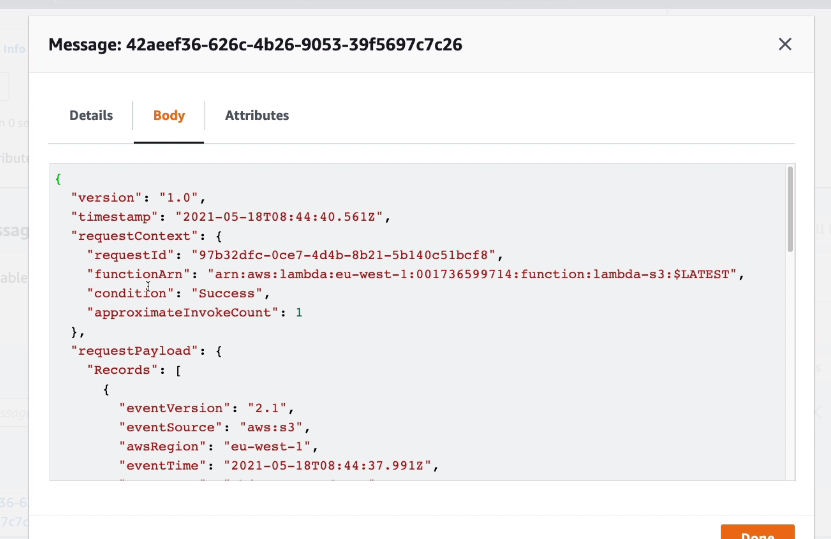 Message: 42aeef36-626c-4b26-9053-39f5697c7c26
Info
Details
Body
Attributes
{
"version": "1.0",
"timestamp": "2021-05-18T08:44:40.561Z",
"requestContext": {
"requestId": "97b32dfc-0ce7-4d4b-8b21-5b140c51bcf8",
"functionArn": "arn:aws:lambda:eu-west-1:001736599714:function:lambda-s3:$LATEST",
"condition": "Success",
"approximateInvokeCount": 1
},
"requestPayload": {
"Records": [
{
"eventVersion": "2.1",
"eventSource": "aws:s3",
"awsRegion": "eu-west-1",
"eventTime": "2021-05-18T08:44:37.991Z",
Done